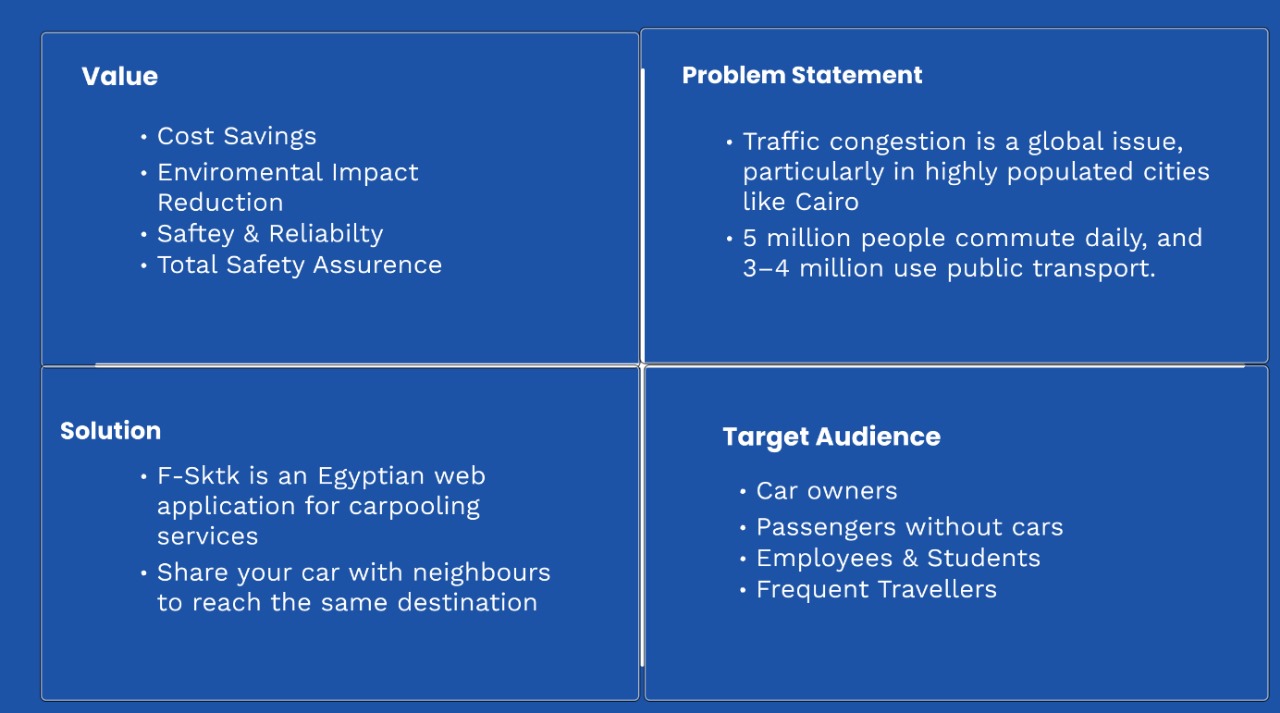 Value
• Cost Savings
• Enviromental Impact
Reduction
• Saftey & Reliabilty
• Total Safety Assurence
Problem Statement
• Traffic congestion is a global issue,
particularly in highly populated cities
like Cairo
• 5 million people commute daily, and
3–4 million use public transport.
Solution
• F-Sktk is an Egyptian web
application for carpooling
services
• Share your car with neighbours
to reach the same destination
Target Audience
• Car owners
• Passengers without cars
• Employees & Students
• Frequent Travellers